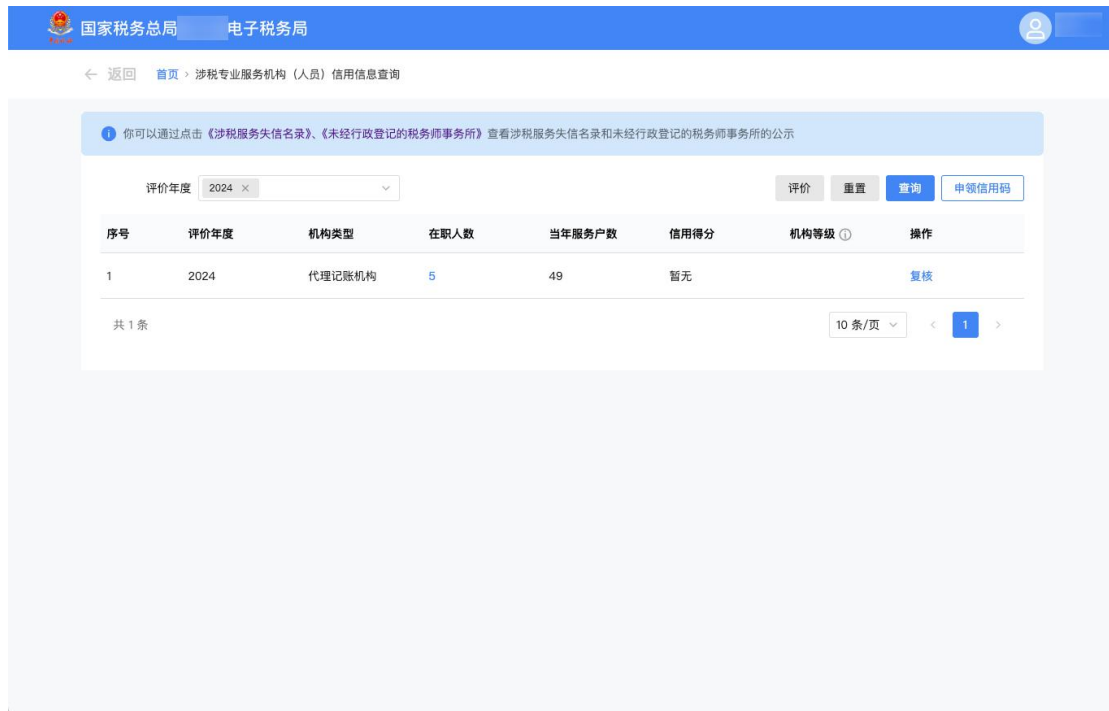 国家税务总局 电子税务局
← 返回 首页 > 涉税专业服务机构（人员）信用信息查询
你可以通过点击《涉税服务失信名录》、《未经行政登记的税务师事务所》查看涉税服务失信名录和未经行政登记的税务师事务所的公示
评价年度 2024 × 评价 重置 查询 申领信用码
序号 评价年度 机构类型 在职人数 当年服务户数 信用得分 机构等级 操作
1 2024 代理记账机构 5 49 暂无 复核
共 1 条 10 条/页 < 1 >